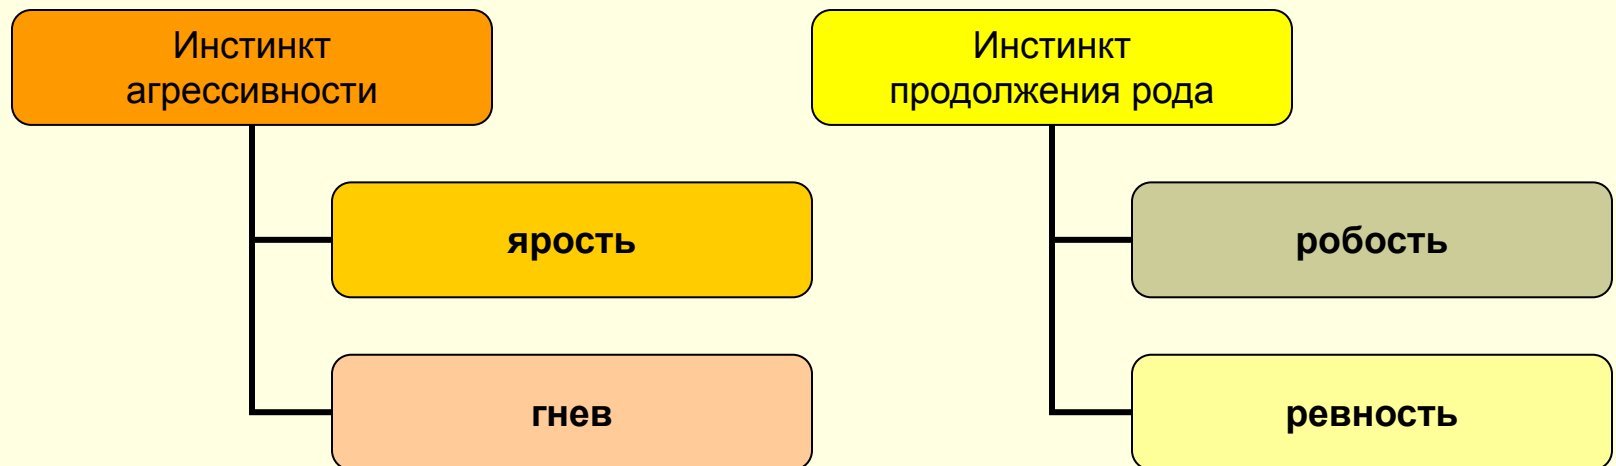 Инстинкт
агрессивности
ярость
гнев
Инстинкт
продолжения рода
робость
ревность